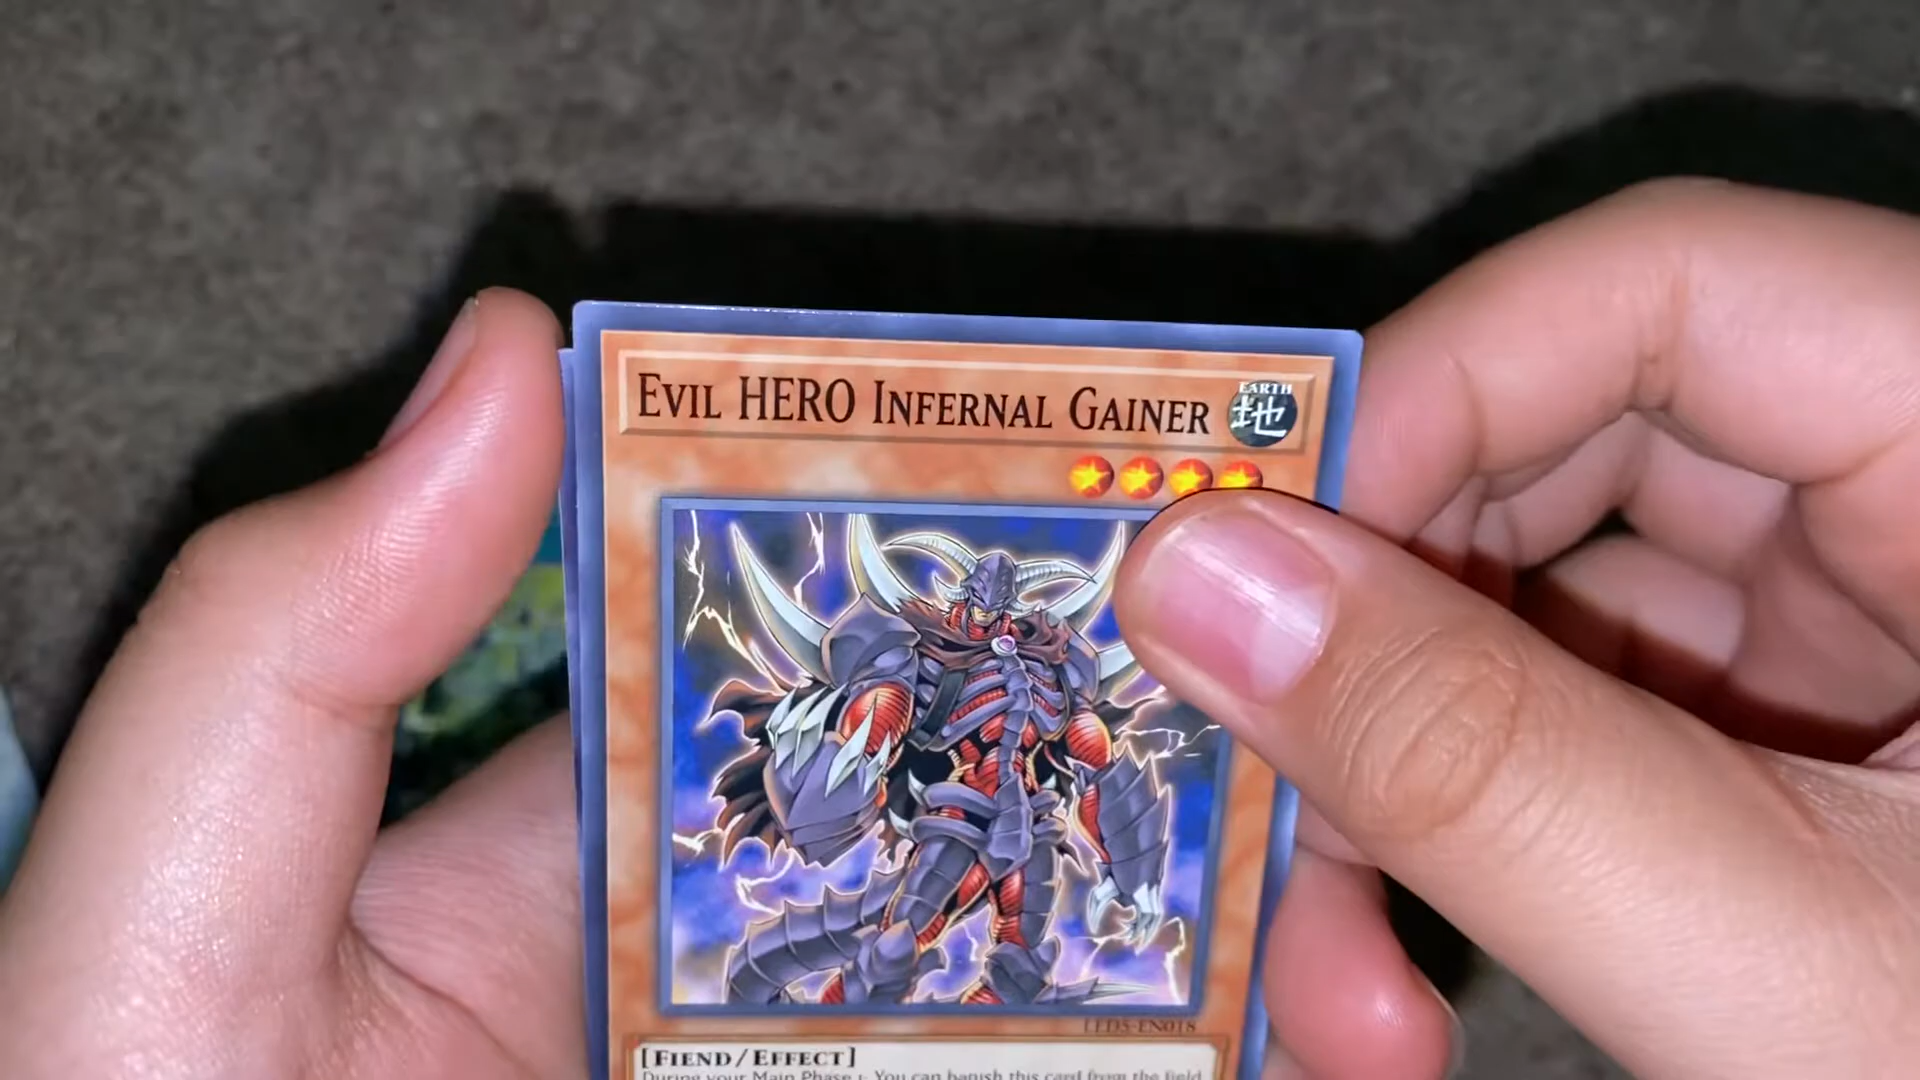 Evil HERO Infernal Gainer
EARTH
地
LED5-EN018
[Fiend/Effect]
During your Main Phase 1: You can banish this card from the field